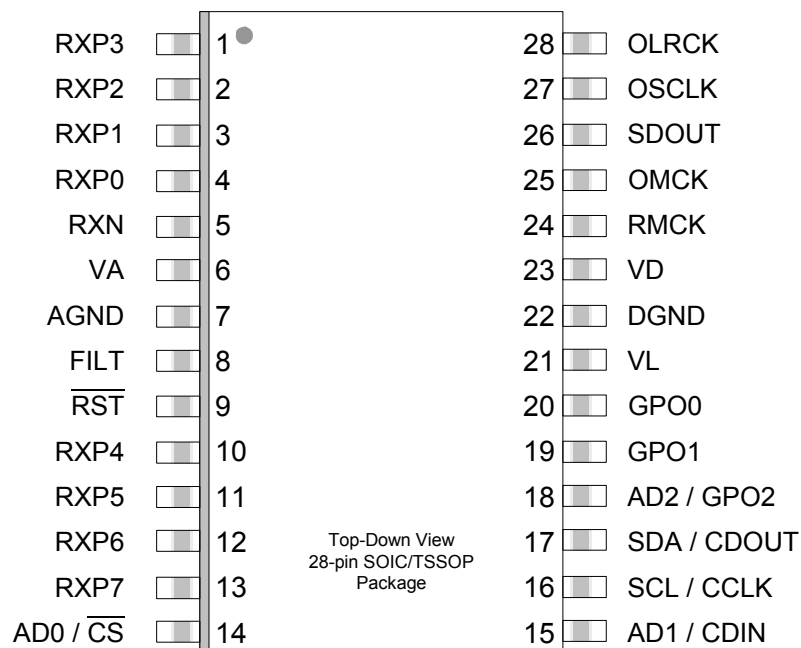 RXP3 1 28 OLRCK
RXP2 2 27 OSCLK
RXP1 3 26 SDOUT
RXP0 4 25 OMCK
RXN 5 24 RMCK
VA 6 23 VD
AGND 7 22 DGND
FILT 8 21 VL
R̅S̅T̅ 9 20 GPO0
RXP4 10 19 GPO1
RXP5 11 18 AD2 / GPO2
RXP6 12 Top-Down View 17 SDA / CDOUT
28-pin SOIC/TSSOP
RXP7 13 Package 16 SCL / CCLK
AD0 / C̅S̅ 14 15 AD1 / CDIN